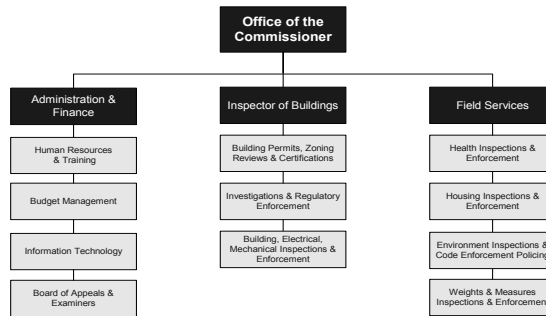 Office of the
Commissioner
Administration &
Finance
Inspector of Buildings
Field Services
Human Resources
& Training
Building Permits, Zoning
Reviews & Certifications
Health Inspections &
Enforcement
Budget Management
Investigations & Regulatory
Enforcement
Housing Inspections &
Enforcement
Information Technology
Building, Electrical,
Mechanical Inspections &
Enforcement
Environment Inspections &
Code Enforcement Policing
Board of Appeals &
Examiners
Weights & Measures
Inspections & Enforcement